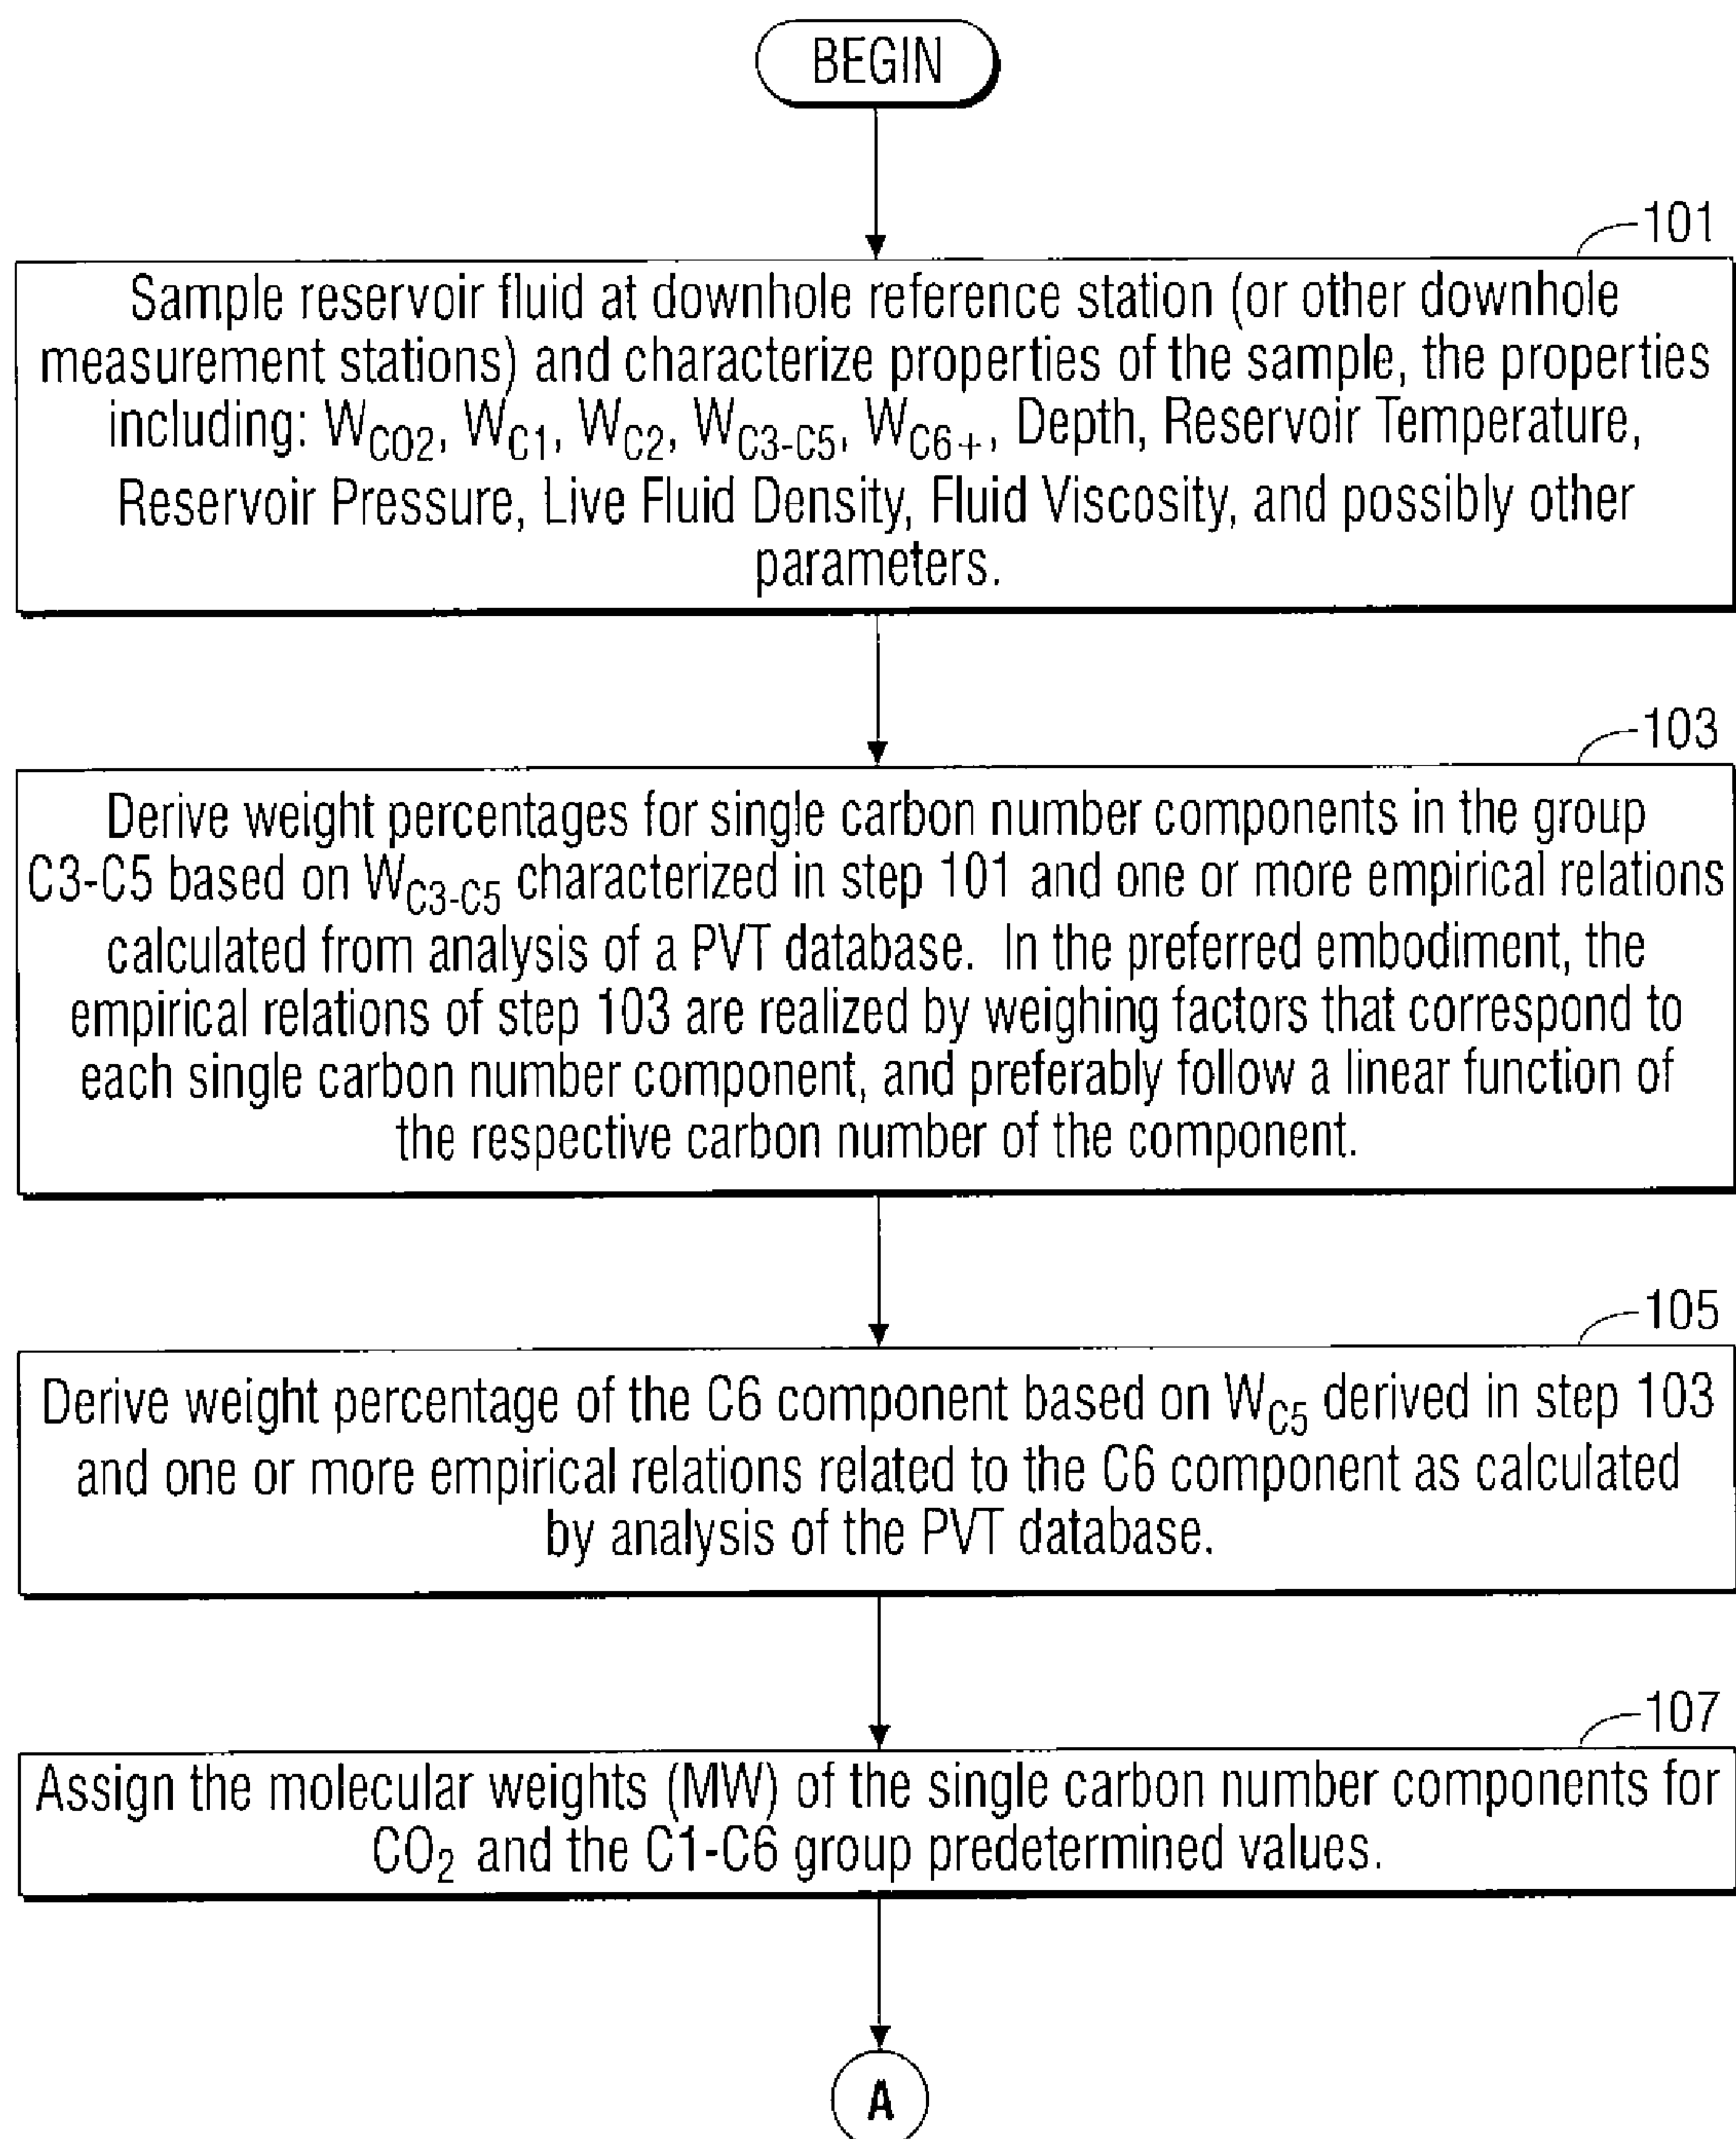 BEGIN
101
Sample reservoir fluid at downhole reference station (or other downhole
measurement stations) and characterize properties of the sample, the properties
including: W_CO2, W_C1, W_C2, W_C3-C5, W_C6+, Depth, Reservoir Temperature,
Reservoir Pressure, Live Fluid Density, Fluid Viscosity, and possibly other
parameters.
103
Derive weight percentages for single carbon number components in the group
C3-C5 based on W_C3-C5 characterized in step 101 and one or more empirical relations
calculated from analysis of a PVT database. In the preferred embodiment, the
empirical relations of step 103 are realized by weighing factors that correspond to
each single carbon number component, and preferably follow a linear function of
the respective carbon number of the component.
105
Derive weight percentage of the C6 component based on W_C5 derived in step 103
and one or more empirical relations related to the C6 component as calculated
by analysis of the PVT database.
107
Assign the molecular weights (MW) of the single carbon number components for
CO₂ and the C1-C6 group predetermined values.
A